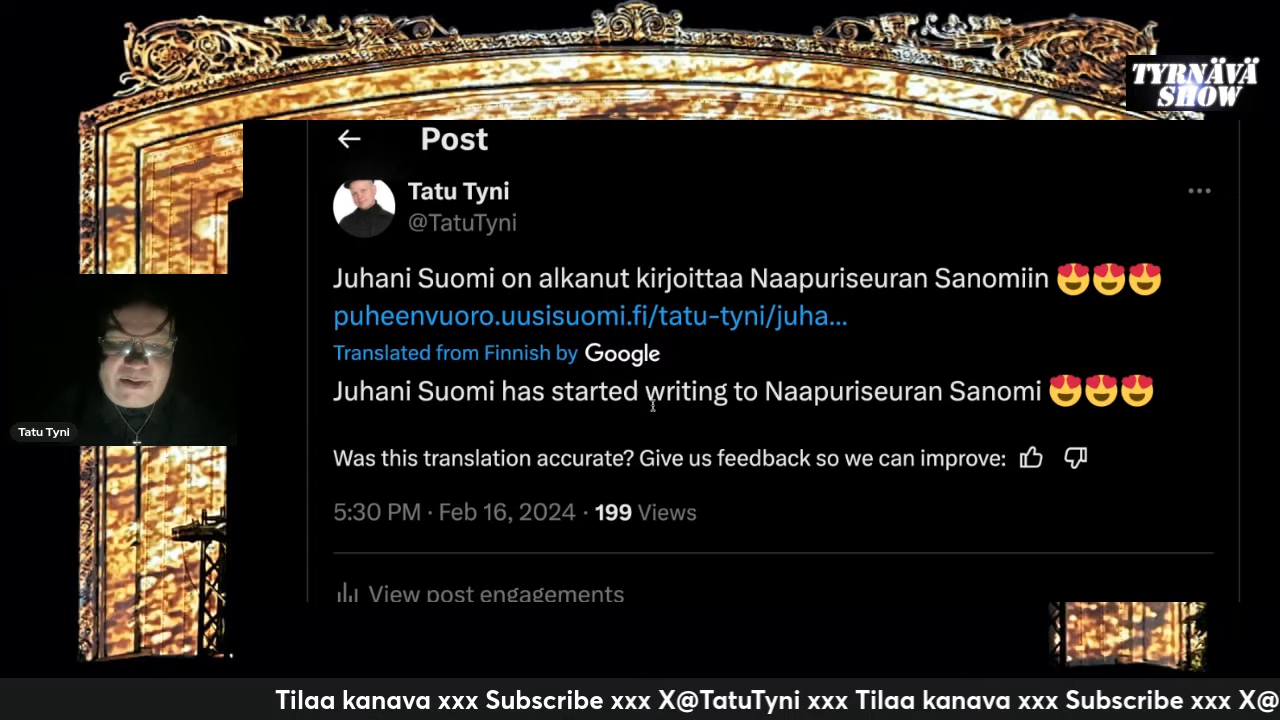 TYRNÄVÄ
SHOW
Post
Tatu Tyni
@TatuTyni
Juhani Suomi on alkanut kirjoittaa Naapuriseuran Sanomiin 😍😍😍
puheenvuoro.uusisuomi.fi/tatu-tyni/juha...
Translated from Finnish by Google
Juhani Suomi has started writing to Naapuriseuran Sanomi 😍😍😍
Was this translation accurate? Give us feedback so we can improve:
5:30 PM · Feb 16, 2024 · 199 Views
View post engagements
Tatu Tyni
Tilaa kanava xxx Subscribe xxx X@TatuTyni xxx Tilaa kanava xxx Subscribe xxx X@